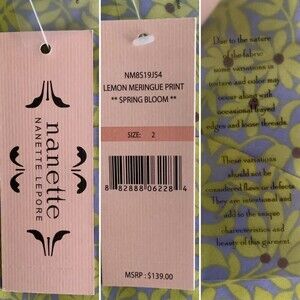 nanette
NANETTE LEPORE
NM8S19J54
LEMON MERINGUE PRINT
** SPRING BLOOM **
SIZE: 2
8 82888 06228 4
MSRP : $139.00
Due to the nature
of the fabric
some variations in
texture and color may
occur along with
occasional frayed
edges and loose threads.
These variations
should not be
considered flaws or defects.
They are intentional and
add to the unique
characteristics and
beauty of this garment.